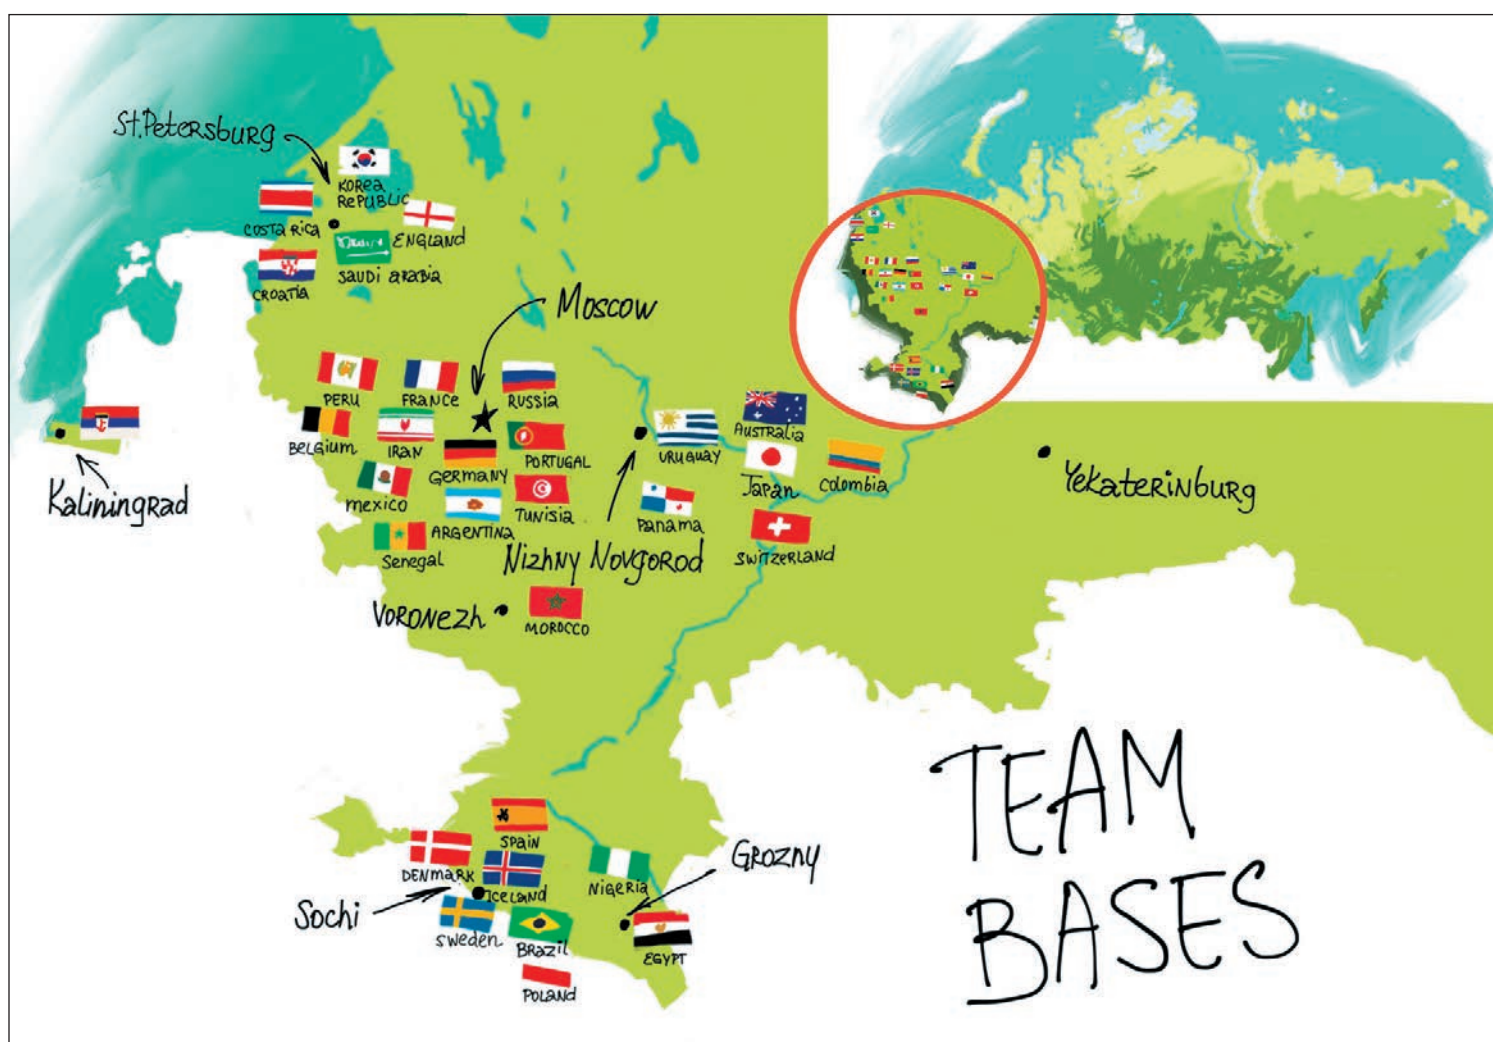 St.Petersburg
KOREA
REPUBLIC
COSTA RICA
ENGLAND
SAUDI ARABIA
CROATIA
MOSCOW
PERU
FRANCE
RUSSIA
BELGIUM
IRAN
GERMANY
PORTUGAL
URUGUAY
AUSTRALIA
JAPAN
COLOMBIA
Kaliningrad
MEXICO
ARGENTINA
TUNISIA
PANAMA
SWITZERLAND
Yekaterinburg
Senegal
Nizhny Novgorod
VORONEZH
MOROCCO
TEAM
BASES
SPAIN
DENMARK
ICELAND
NIGERIA
GROZNY
Sochi
Sweden
BRAZIL
EGYPT
POLAND